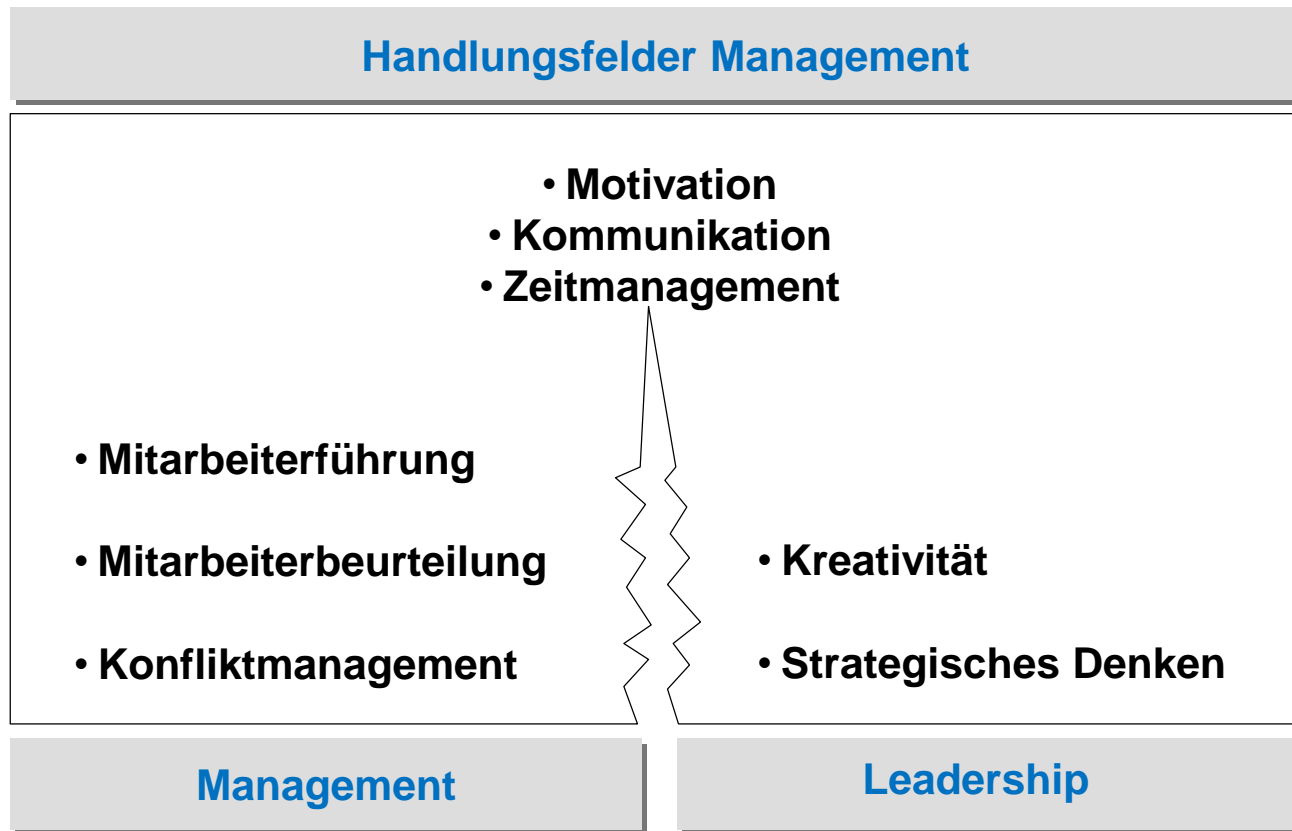 Handlungsfelder Management
• Motivation
• Kommunikation
• Zeitmanagement
• Mitarbeiterführung
• Mitarbeiterbeurteilung
• Konfliktmanagement
• Kreativität
• Strategisches Denken
Management
Leadership